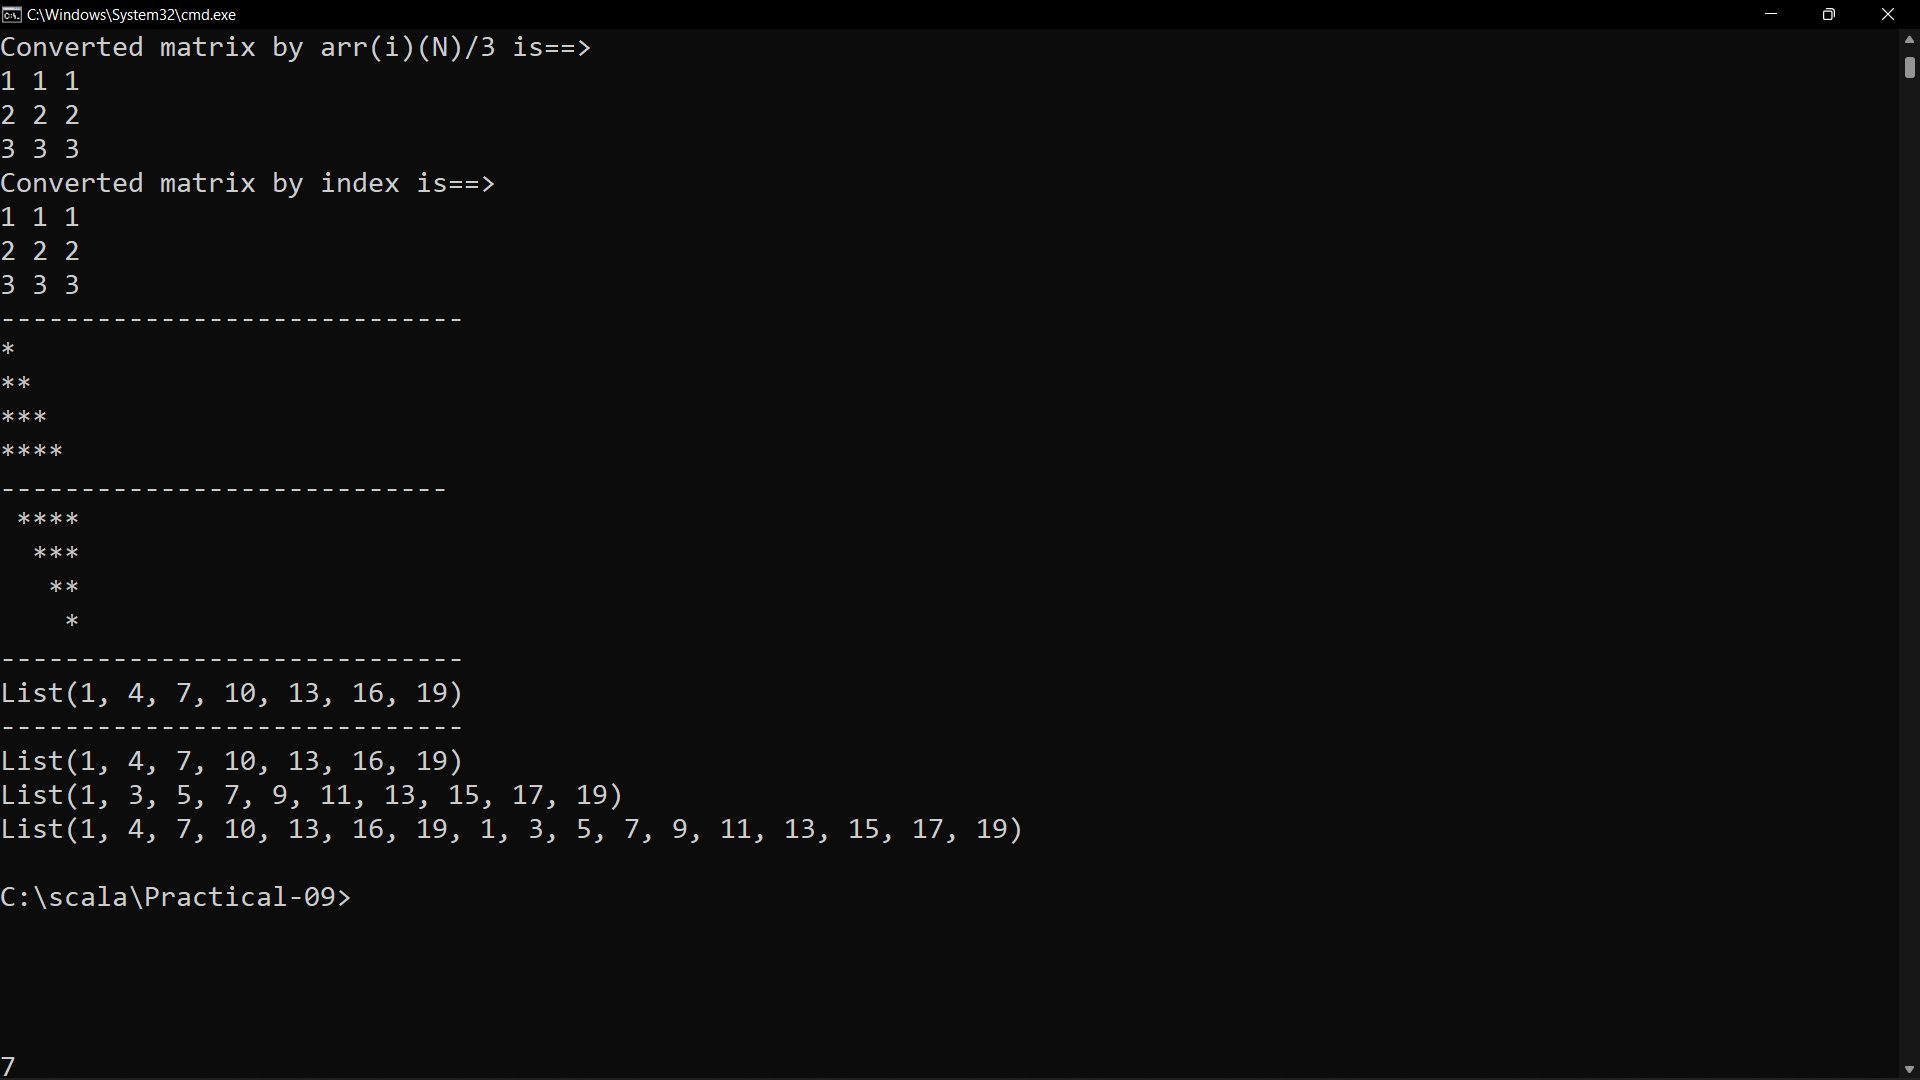 C:\Windows\System32\cmd.exe
Converted matrix by arr(i)(N)/3 is==>
1 1 1
2 2 2
3 3 3
Converted matrix by index is==>
1 1 1
2 2 2
3 3 3
-----------------------------
*
**
***
****
----------------------------
 ****
  ***
   **
    *
-----------------------------
List(1, 4, 7, 10, 13, 16, 19)
-----------------------------
List(1, 4, 7, 10, 13, 16, 19)
List(1, 3, 5, 7, 9, 11, 13, 15, 17, 19)
List(1, 4, 7, 10, 13, 16, 19, 1, 3, 5, 7, 9, 11, 13, 15, 17, 19)
C:\scala\Practical-09>
7